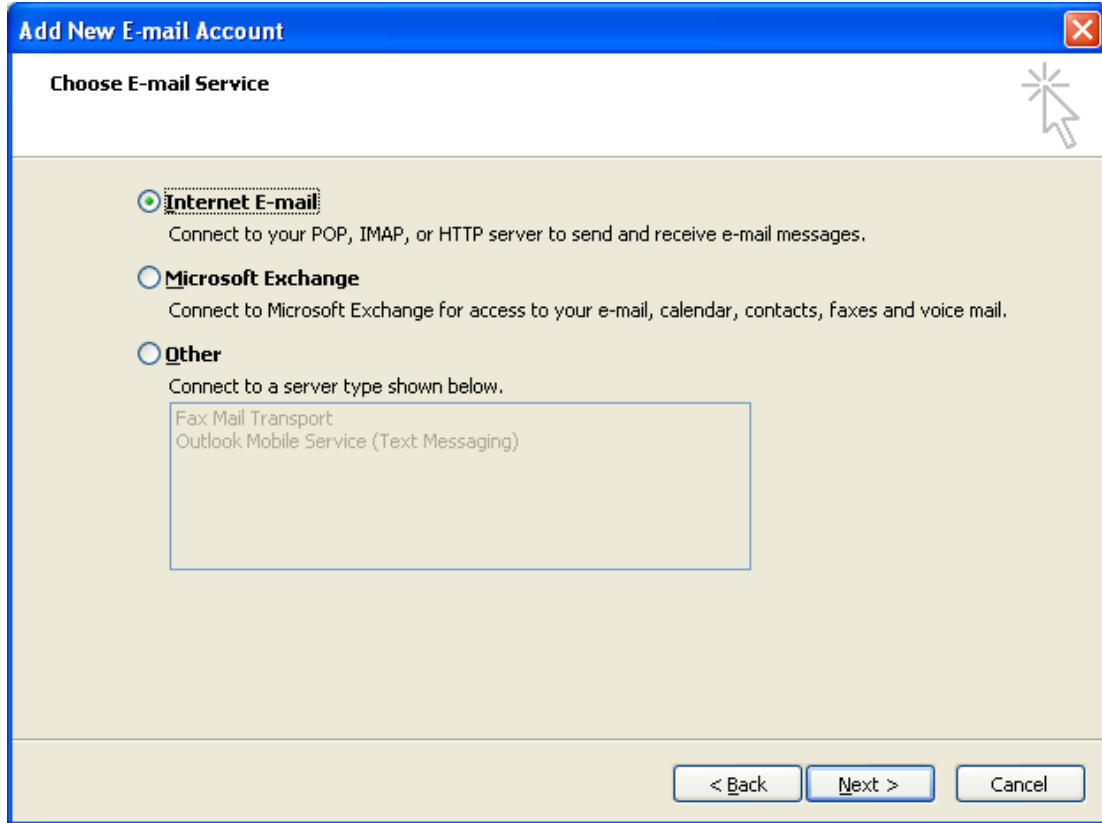 Add New E-mail Account
Choose E-mail Service
Internet E-mail
Connect to your POP, IMAP, or HTTP server to send and receive e-mail messages.
Microsoft Exchange
Connect to Microsoft Exchange for access to your e-mail, calendar, contacts, faxes and voice mail.
Other
Connect to a server type shown below.
Fax Mail Transport
Outlook Mobile Service (Text Messaging)
< Back Next > Cancel